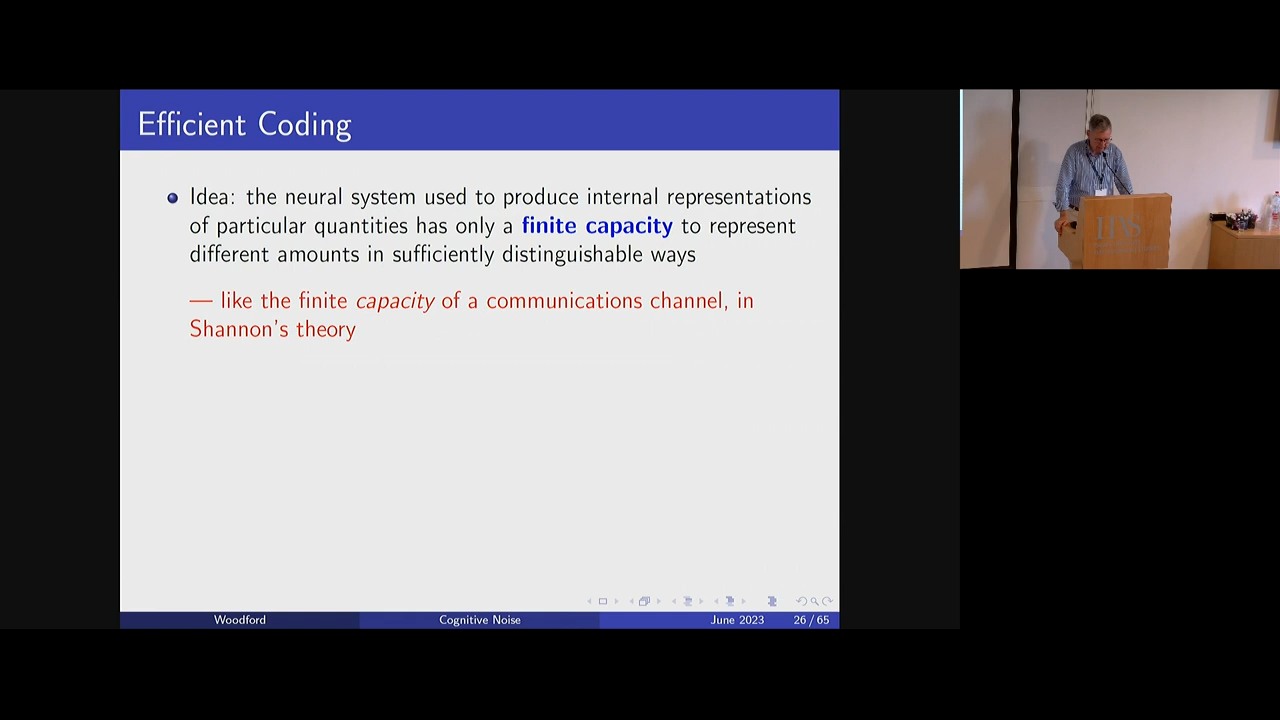 Efficient Coding
Idea: the neural system used to produce internal representations
of particular quantities has only a finite capacity to represent
different amounts in sufficiently distinguishable ways
— like the finite capacity of a communications channel, in
Shannon's theory
Woodford
Cognitive Noise
June 2023
26 / 65